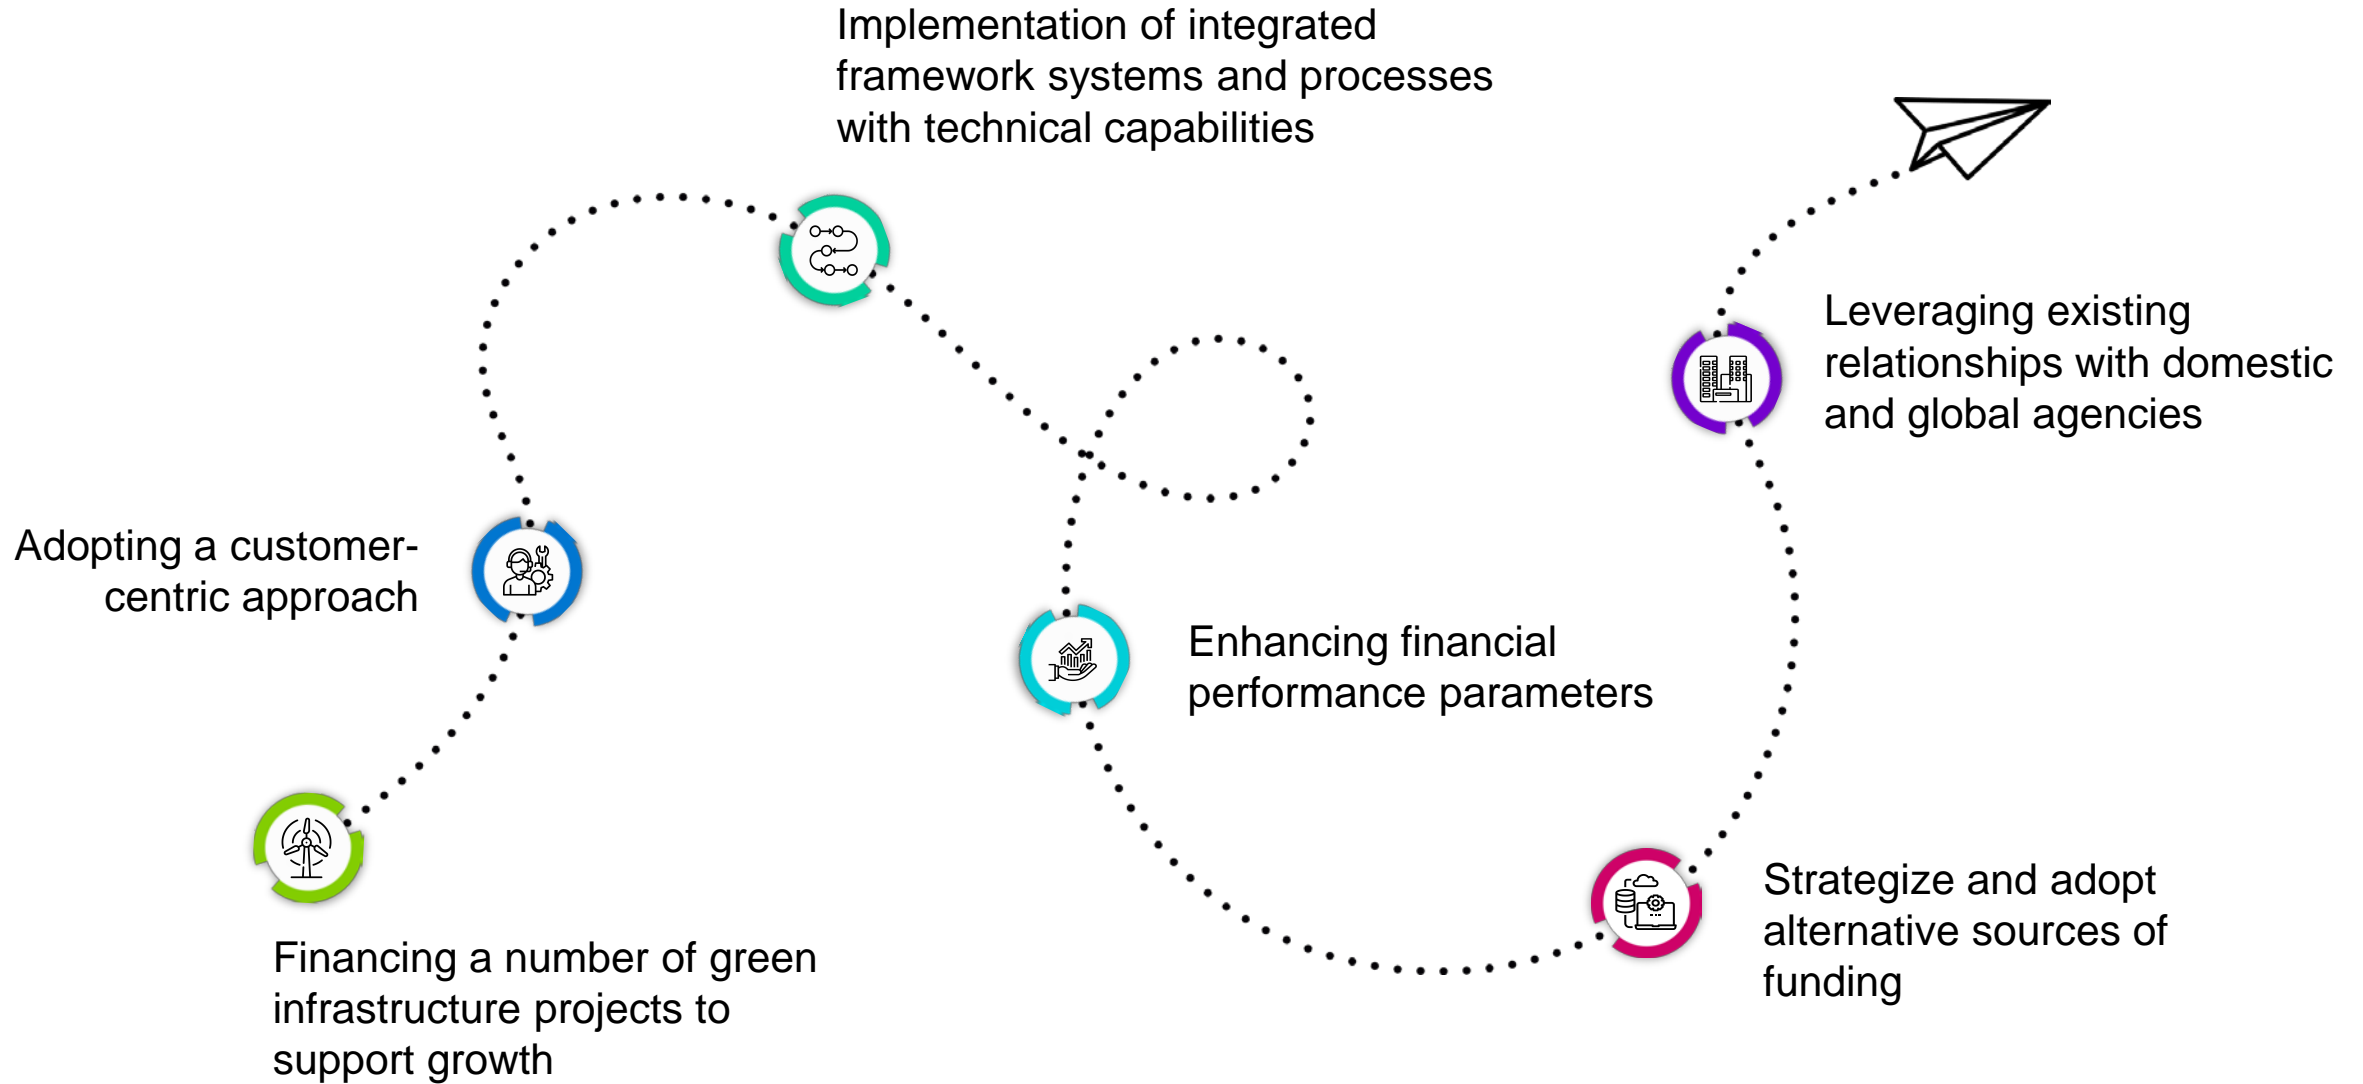 Implementation of integrated
framework systems and processes
with technical capabilities
Leveraging existing
relationships with domestic
and global agencies
Adopting a customer-
centric approach
Enhancing financial
performance parameters
Strategize and adopt
alternative sources of
funding
Financing a number of green
infrastructure projects to
support growth